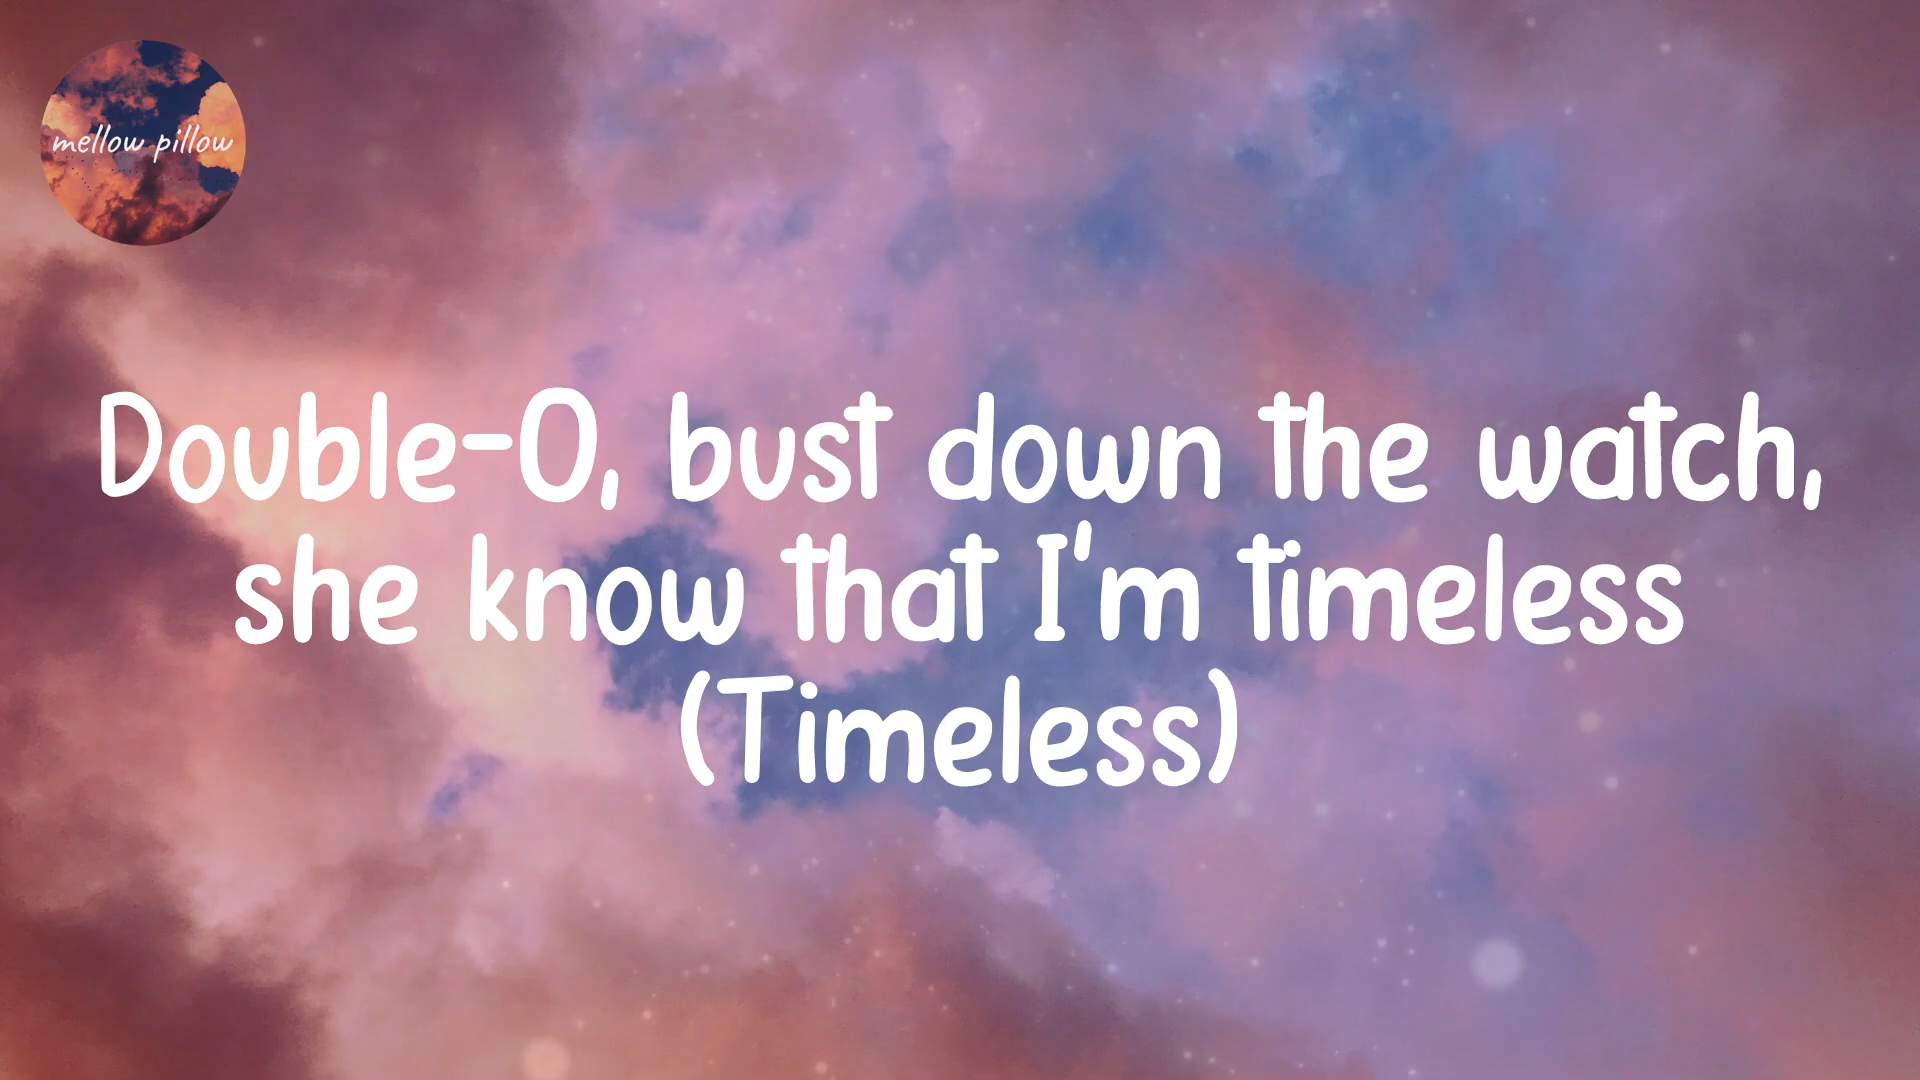 mellow pillow
Double-O, bust down the watch,
she know that I'm timeless
(Timeless)